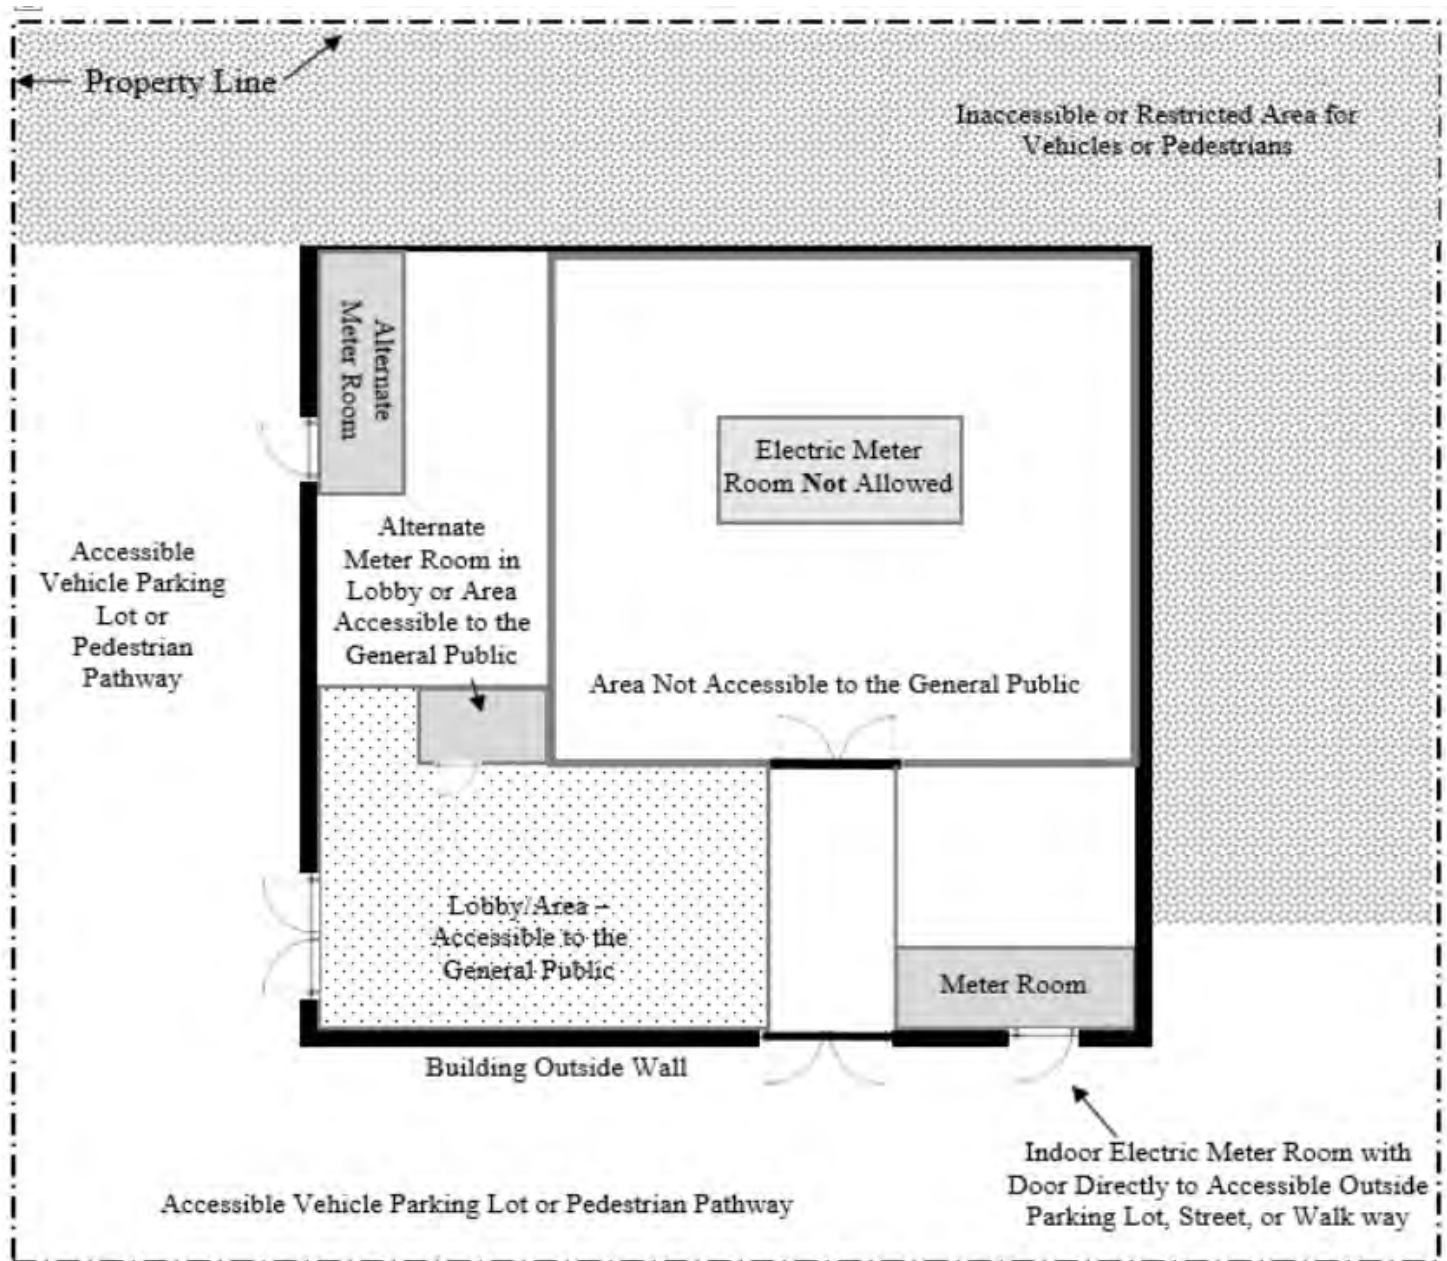 Property Line
Inaccessible or Restricted Area for
Vehicles or Pedestrians
Alternate
Meter Room
Electric Meter
Room Not Allowed
Alternate
Meter Room in
Lobby or Area
Accessible to the
General Public
Accessible
Vehicle Parking
Lot or
Pedestrian
Pathway
Area Not Accessible to the General Public
Lobby/Area –
Accessible to the
General Public
Meter Room
Building Outside Wall
Indoor Electric Meter Room with
Door Directly to Accessible Outside
Parking Lot, Street, or Walk way
Accessible Vehicle Parking Lot or Pedestrian Pathway